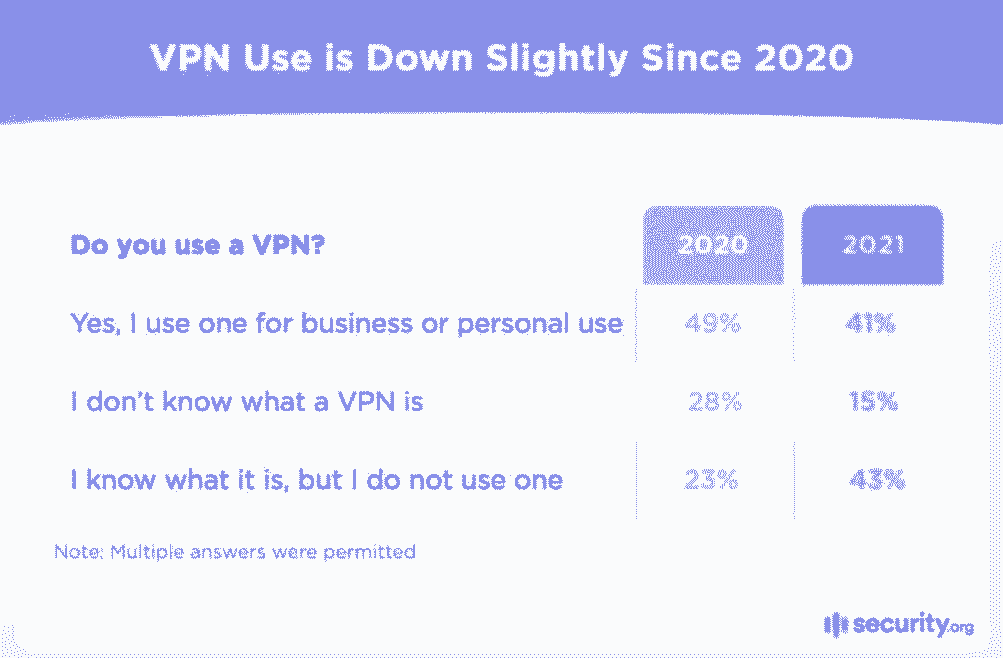 VPN Use is Down Slightly Since 2020
Do you use a VPN? 2020 2021
Yes, I use one for business or personal use 49% 41%
I don't know what a VPN is 28% 15%
I know what it is, but I do not use one 23% 43%
Note: Multiple answers were permitted
security.org